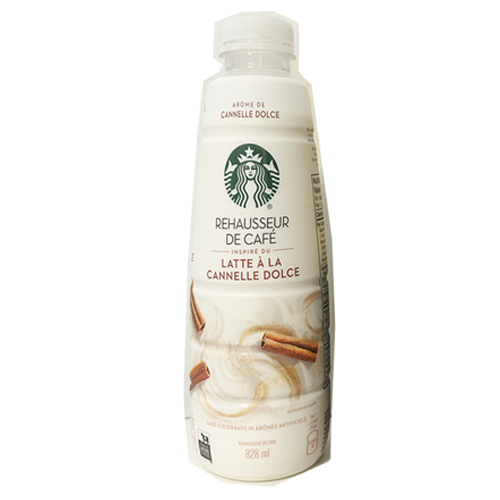 ARÔME DE
CANNELLE DOLCE
REHAUSSEUR
DE CAFÉ
INSPIRÉ DU
LATTE À LA
CANNELLE DOLCE
SANS COLORANTS NI ARÔMES ARTIFICIELS
REHAUSSEUR DE CAFÉ
828 ml